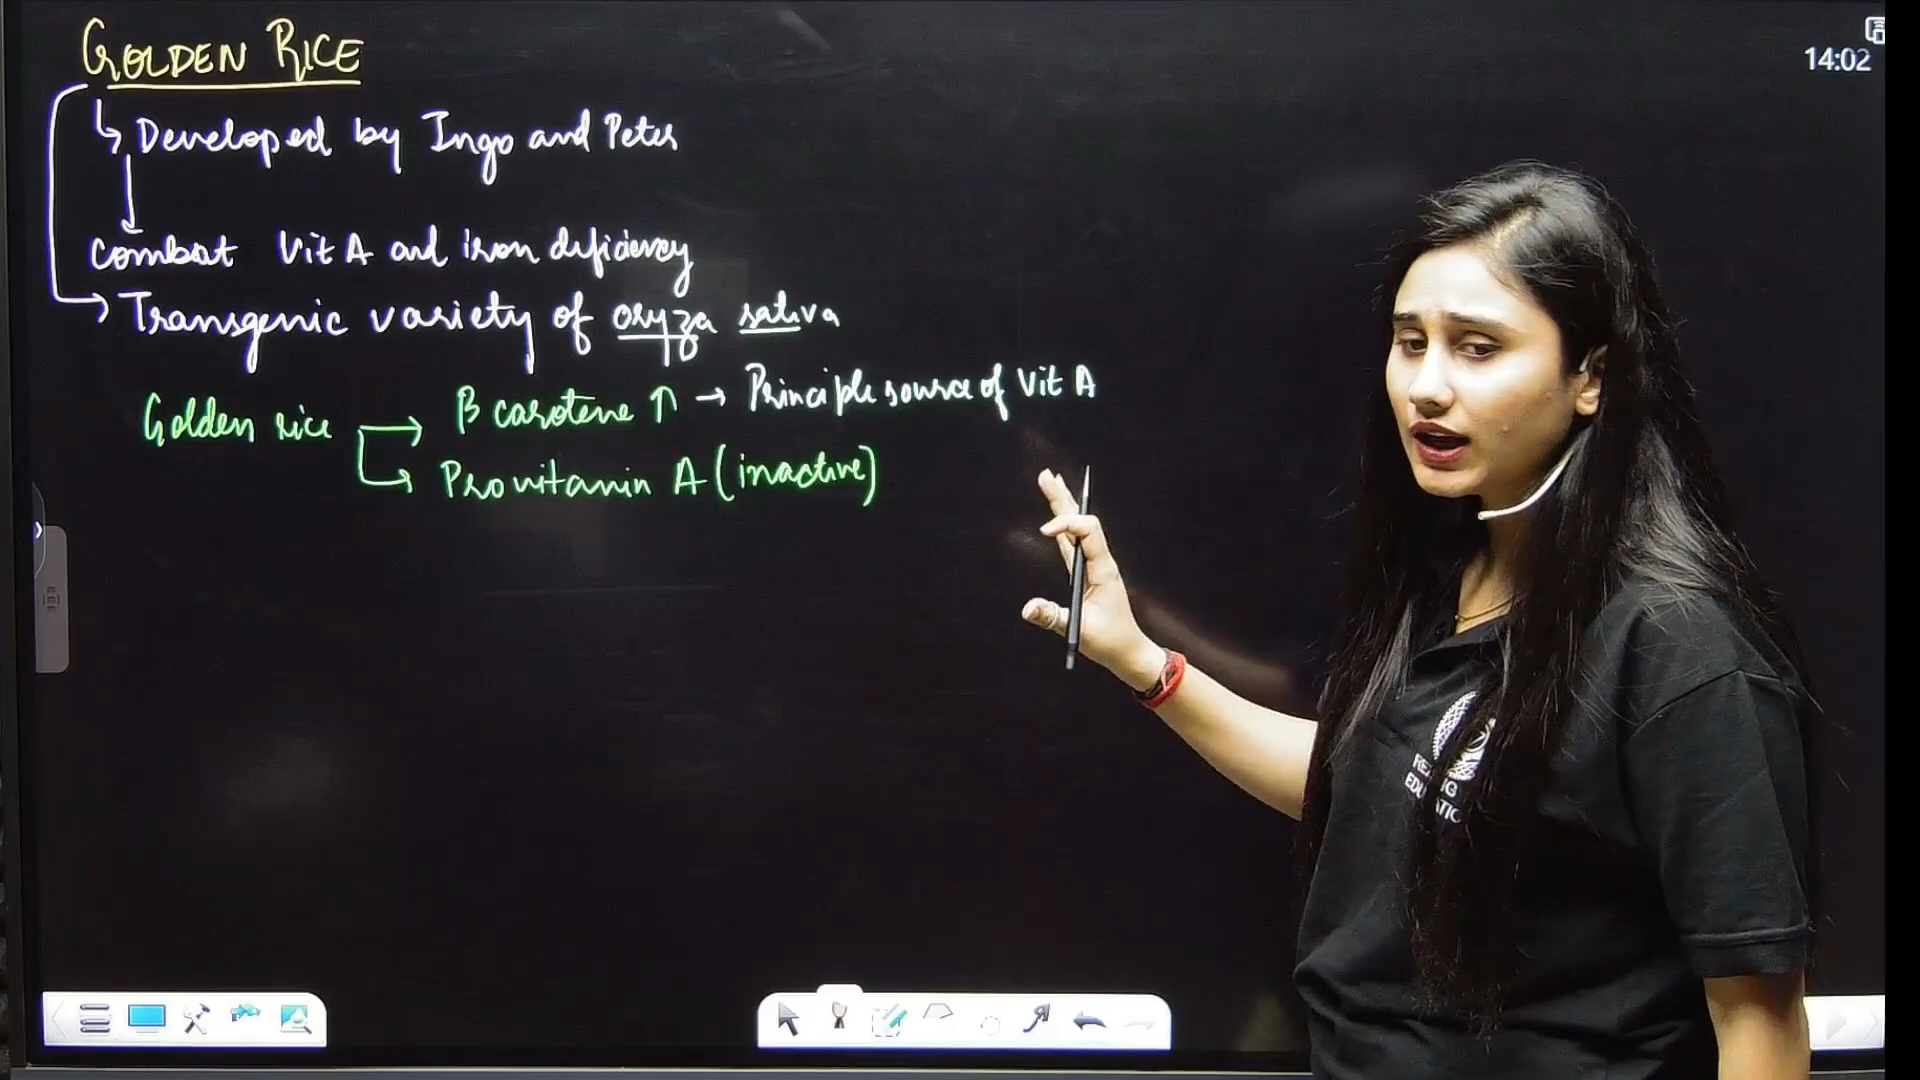 GOLDEN RICE
14:02
↳ Developed by Ingo and Peter
combat Vit A and iron deficiency
→ Transgenic variety of oryza sativa
Golden rice → B carotene ↑ → Principle source of Vit A
↳ Provitamin A (inactive)